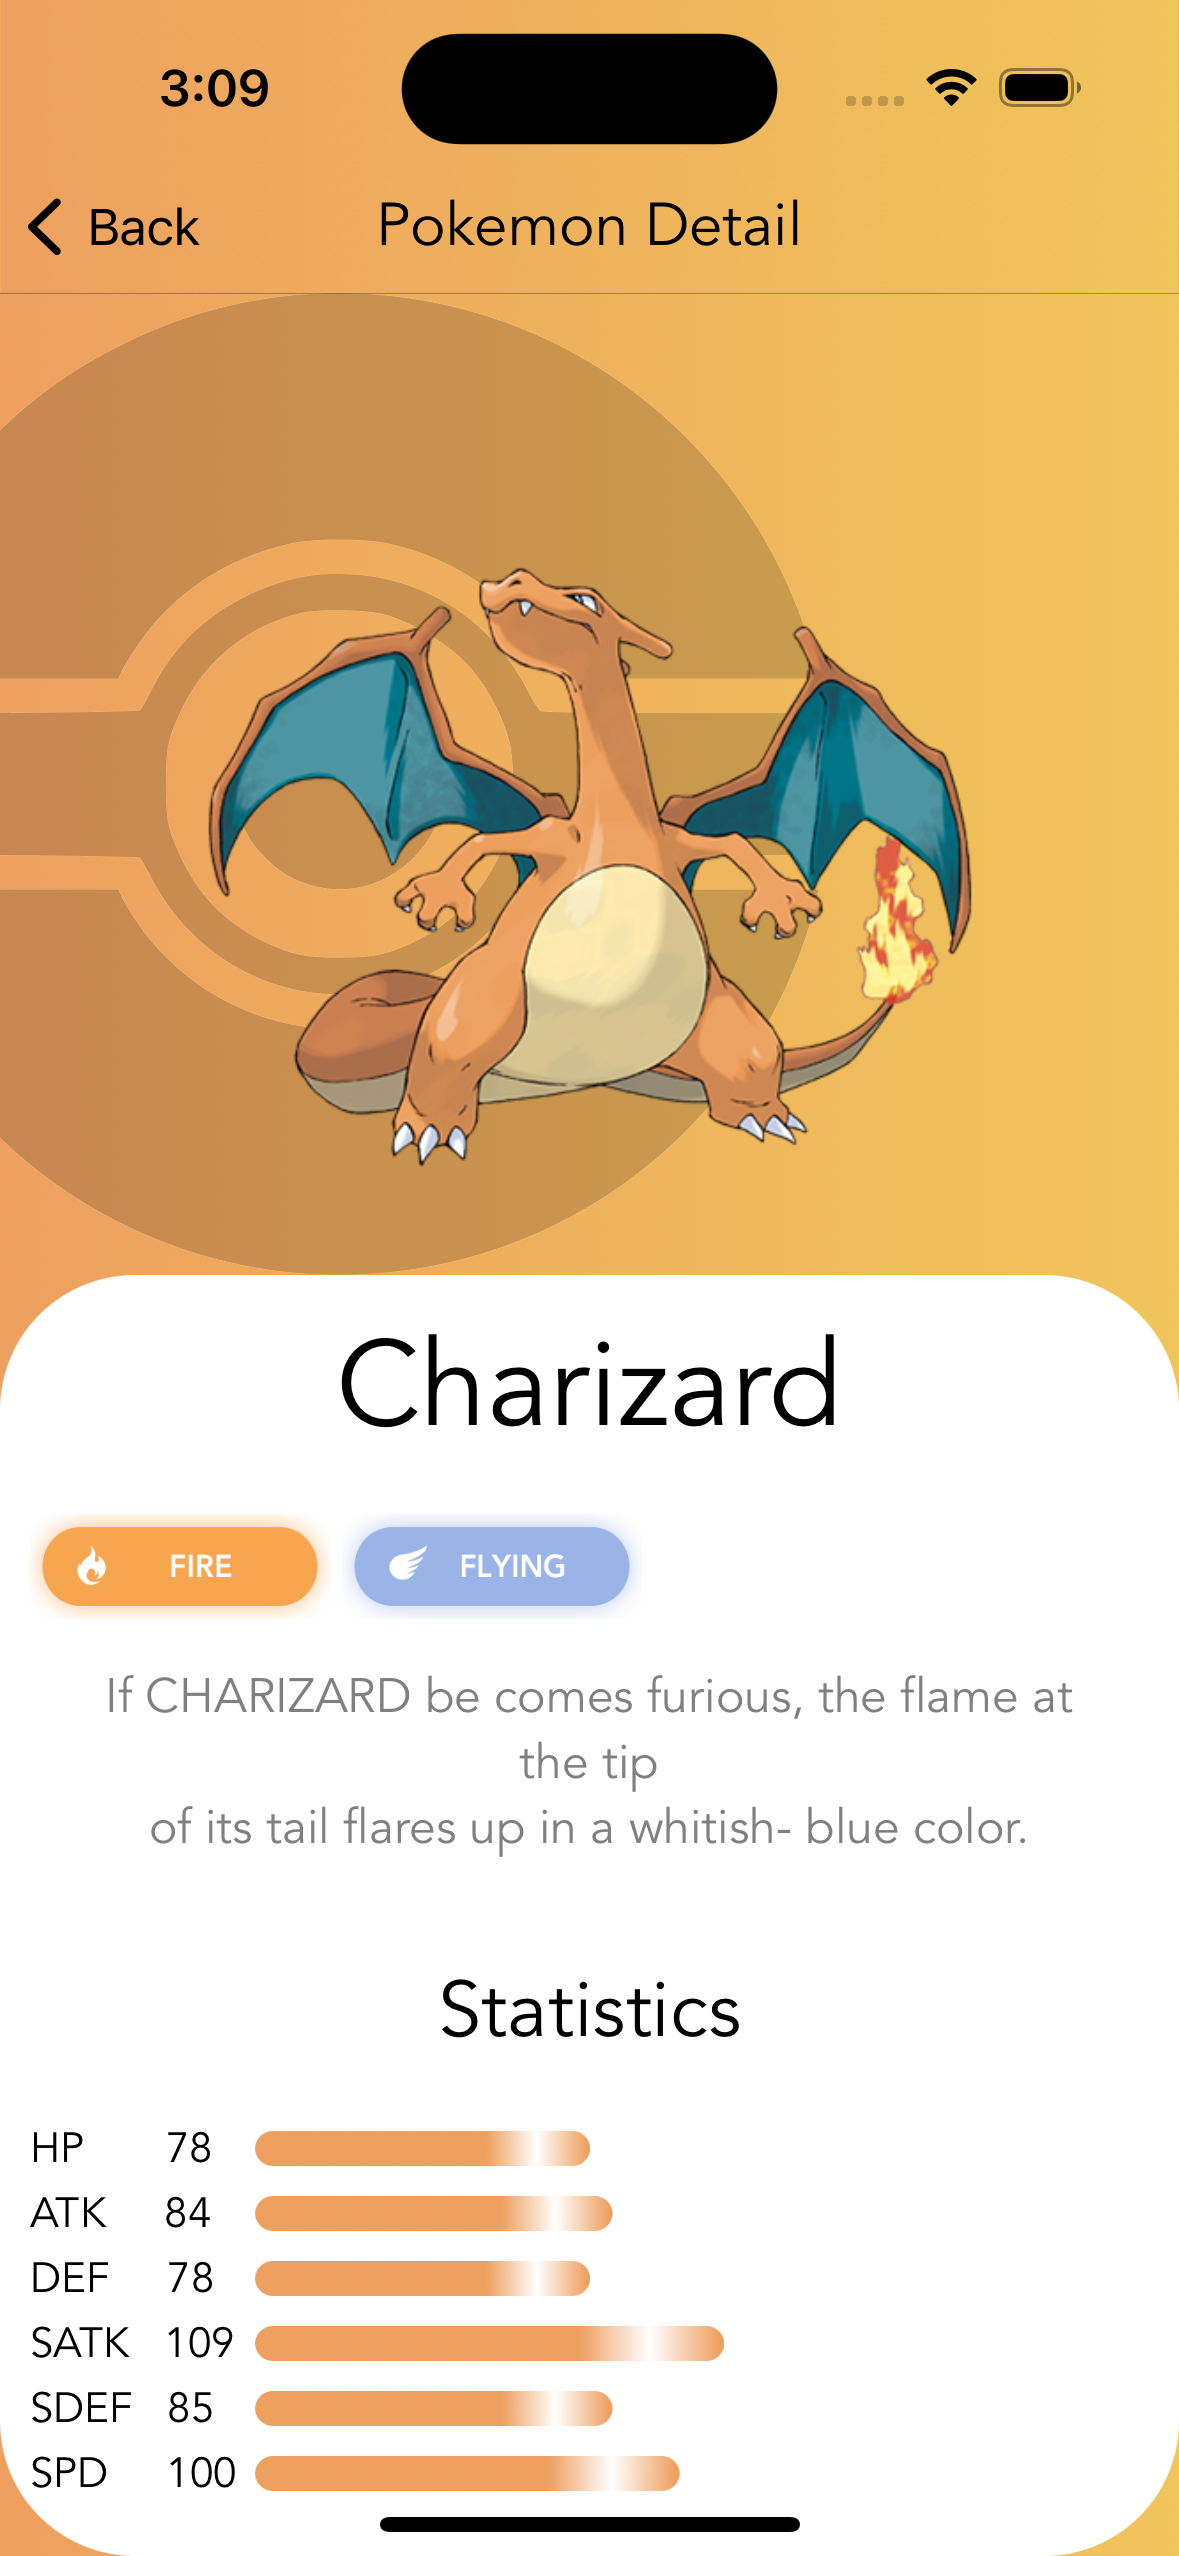 3:09
Back
Pokemon Detail
Charizard
FIRE
FLYING
If CHARIZARD be comes furious, the flame at
the tip
of its tail flares up in a whitish- blue color.
Statistics
HP 78
ATK 84
DEF 78
SATK 109
SDEF 85
SPD 100